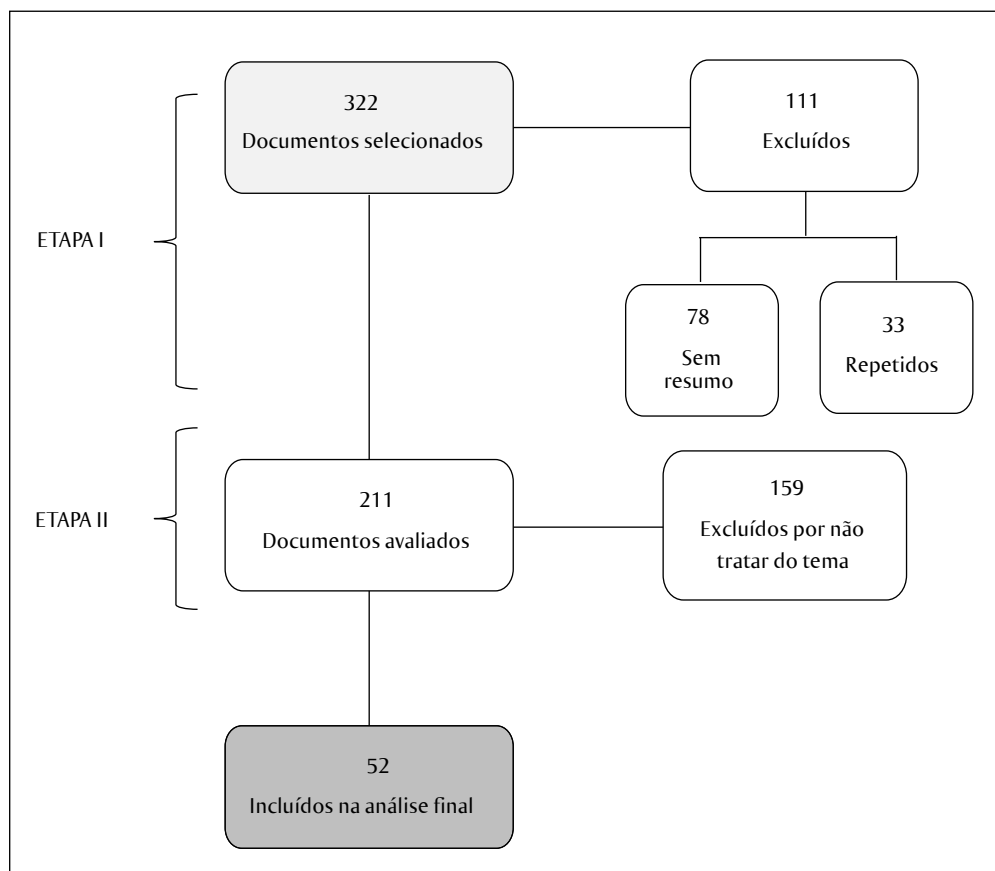 322
Documentos selecionados
111
Excluídos
ETAPA I
78
Sem
resumo
33
Repetidos
ETAPA II
211
Documentos avaliados
159
Excluídos por não
tratar do tema
52
Incluídos na análise final